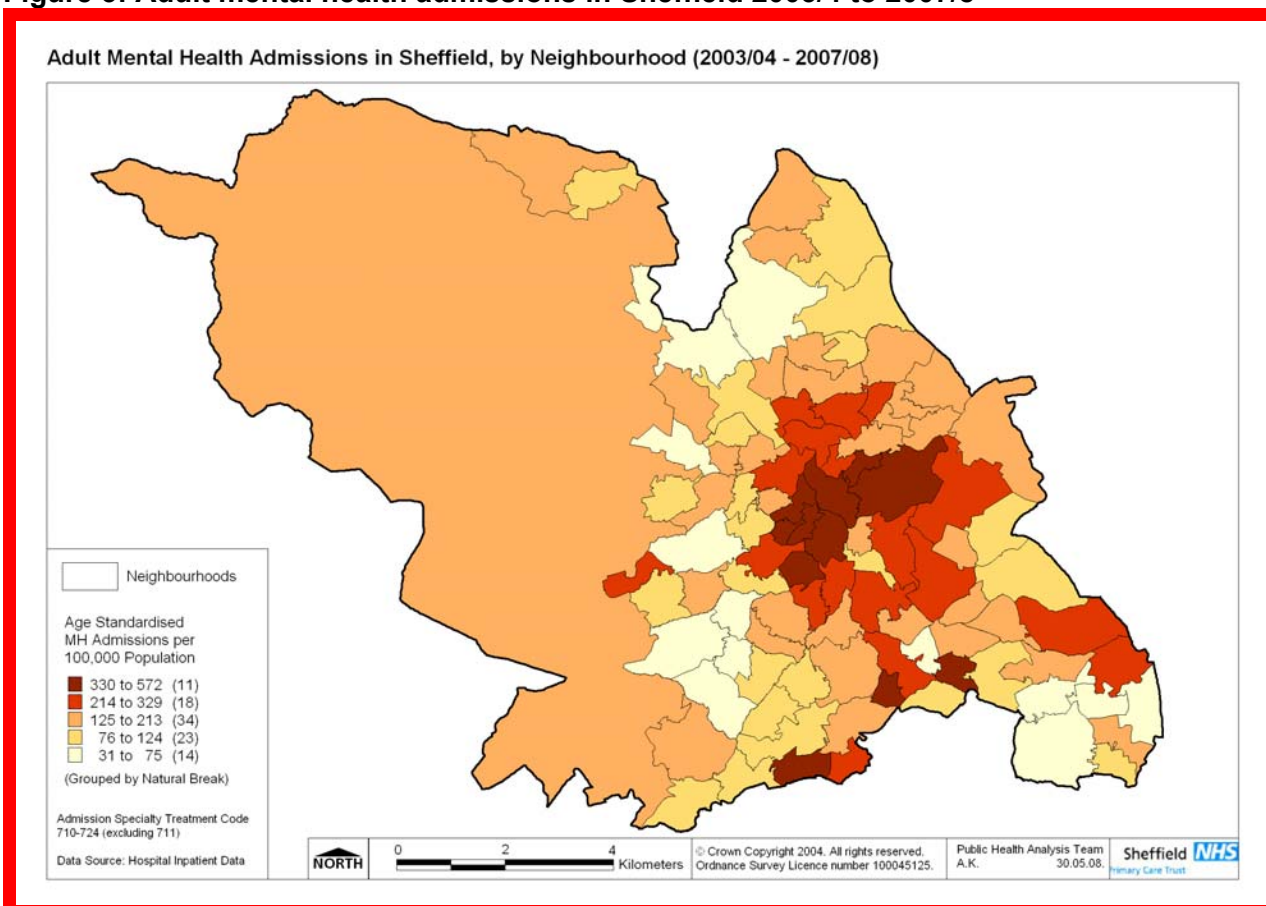 Adult Mental Health Admissions in Sheffield, by Neighbourhood (2003/04 - 2007/08)
Neighbourhoods
Age Standardised
MH Admissions per
100,000 Population
330 to 572 (11)
214 to 329 (18)
125 to 213 (34)
76 to 124 (23)
31 to 75 (14)
(Grouped by Natural Break)
Admission Specialty Treatment Code
710-724 (excluding 711)
Data Source: Hospital Inpatient Data
NORTH
0 2 4
Kilometers
© Crown Copyright 2004. All rights reserved.
Ordnance Survey Licence number 100045125.
Public Health Analysis Team
A.K. 30.05.08.
Sheffield NHS
Primary Care Trust